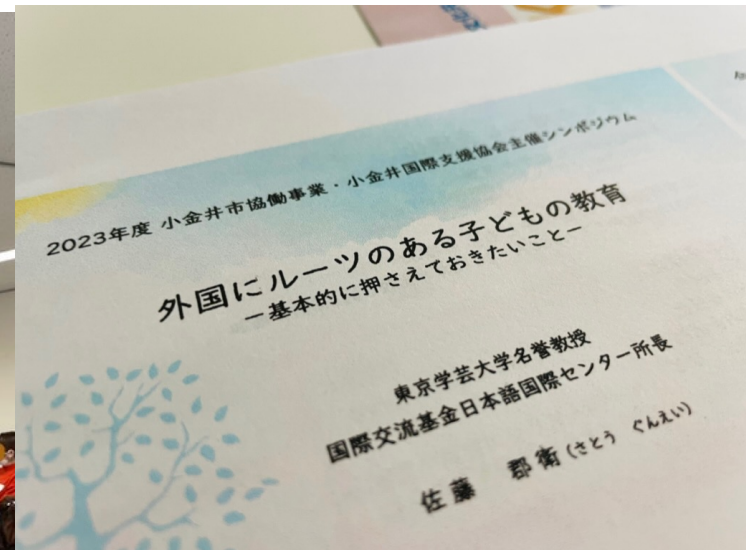 2023年度 小金井市協働事業・小金井国際支援協会主催シンポジウム
外国にルーツのある子どもの教育
ー基本的に押さえておきたいことー
東京学芸大学名誉教授
国際交流基金日本語国際センター所長
佐藤 郡衛(さとう ぐんえい)